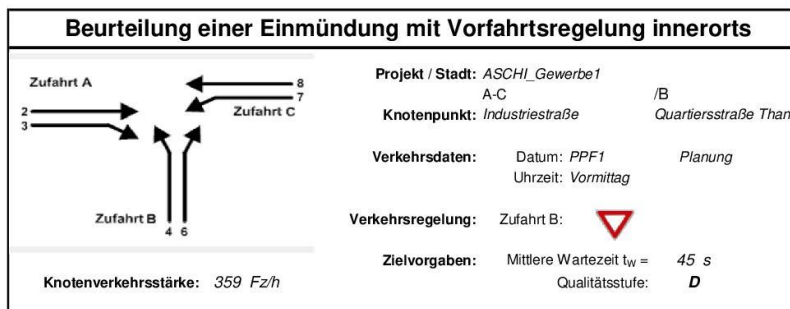 Beurteilung einer Einmündung mit Vorfahrtsregelung innerorts
Zufahrt A
2
3
8
7
Zufahrt C
Zufahrt B
4 6
Knotenverkehrsstärke: 359 Fz/h
Projekt / Stadt: ASCHI_Gewerbe1
A-C /B
Knotenpunkt: Industriestraße Quartiersstraße Than
Verkehrsdaten: Datum: PPF1 Planung
Uhrzeit: Vormittag
Verkehrsregelung: Zufahrt B:
Zielvorgaben: Mittlere Wartezeit tW = 45 s
Qualitätsstufe: D